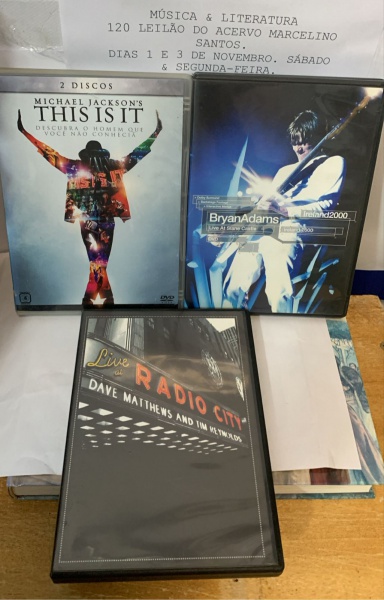 MÚSICA & LITERATURA
120 LEILÃO DO ACERVO MARCELINO
SANTOS.
DIAS 1 E 3 DE NOVEMBRO. SÁBADO
& SEGUNDA-FEIRA.
2 DISCOS
MICHAEL JACKSON'S
THIS IS IT
DESCUBRA O HOMEM QUE
VOCÊ NÃO CONHECIA
DVD
BryanAdams
Live At Slane Castle
Ireland2000
Live at
RADIO CITY
DAVE MATTHEWS AND TIM REYNOLDS